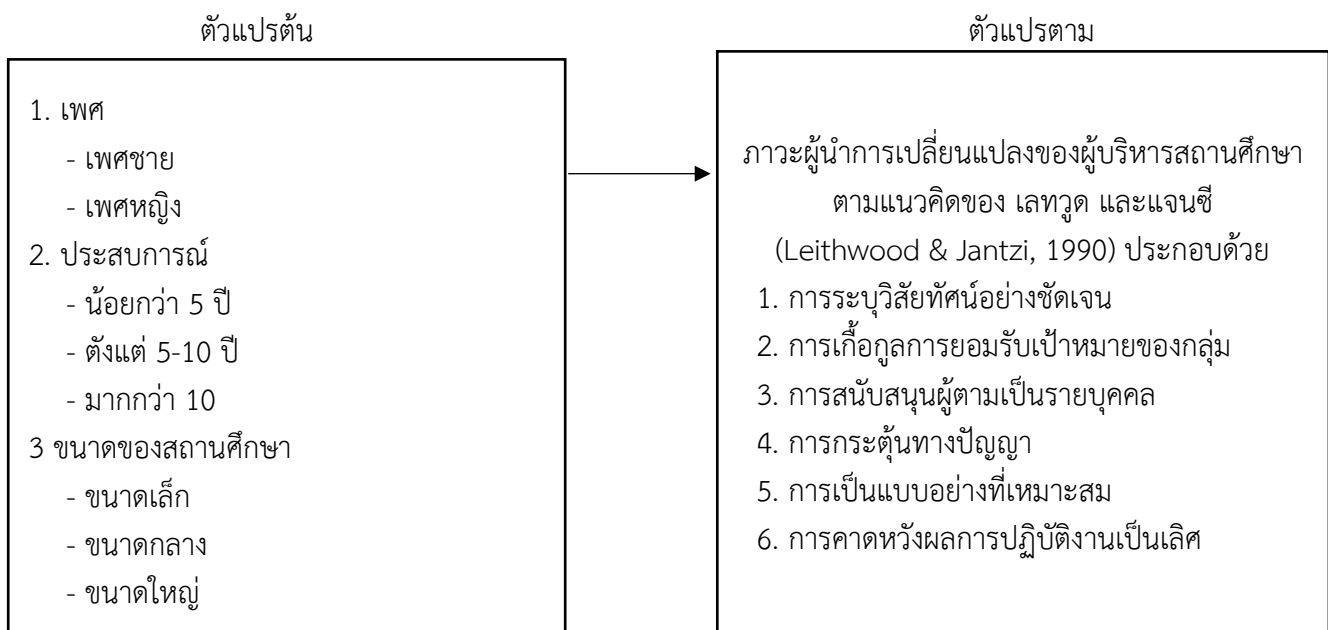 ตัวแปรต้น
1. เพศ
- เพศชาย
- เพศหญิง
2. ประสบการณ์
- น้อยกว่า 5 ปี
- ตังแต่ 5-10 ปี
- มากกว่า 10
3 ขนาดของสถานศึกษา
- ขนาดเล็ก
- ขนาดกลาง
- ขนาดใหญ่
ตัวแปรตาม
ภาวะผู้นำการเปลี่ยนแปลงของผู้บริหารสถานศึกษา
ตามแนวคิดของ เลทวูด และแจนซี
(Leithwood & Jantzi, 1990) ประกอบด้วย
1. การระบุวิสัยทัศน์อย่างชัดเจน
2. การเกื้อกูลการยอมรับเป้าหมายของกลุ่ม
3. การสนับสนุนผู้ตามเป็นรายบุคคล
4. การกระตุ้นทางปัญญา
5. การเป็นแบบอย่างที่เหมาะสม
6. การคาดหวังผลการปฏิบัติงานเป็นเลิศ